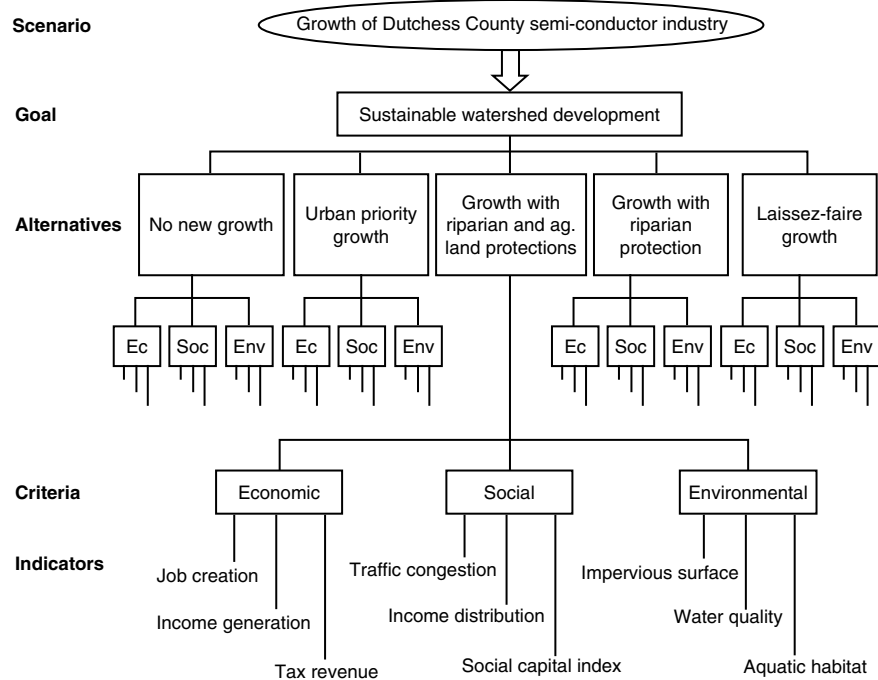 Scenario
Growth of Dutchess County semi-conductor industry
Goal
Sustainable watershed development
Alternatives
No new growth
Urban priority
growth
Growth with
riparian and ag.
land protections
Growth with
riparian
protection
Laissez-faire
growth
Ec Soc Env Ec Soc Env Ec Soc Env Ec Soc Env
Criteria
Economic
Social
Environmental
Indicators
Job creation
Income generation
Tax revenue
Traffic congestion
Income distribution
Social capital index
Impervious surface
Water quality
Aquatic habitat